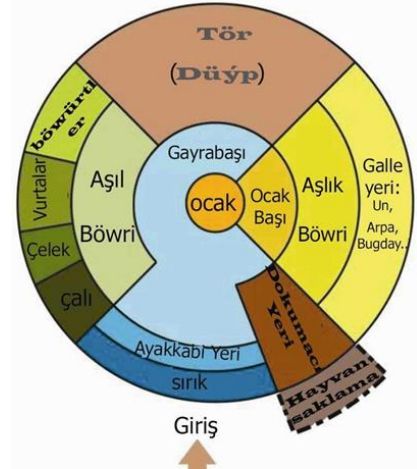 Tör
(Düýp)
böwürtl
er
Gayrabaşı
Vurtalar
Aşıl
Böwri
ocak
Ocak
Başı
Aşlık
Böwri
Galle
yeri:
Un,
Arpa,
Bugday..
Çelek
çalı
Dokumacı
Yeri
Ayakkabı Yeri
sırık
Hayvan
saklama
Giriş